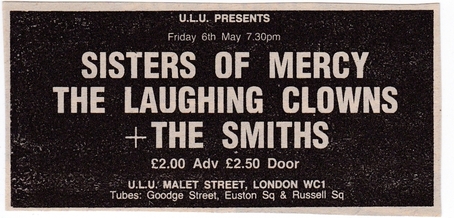 U.L.U. PRESENTS
Friday 6th May 7.30pm
SISTERS OF MERCY
THE LAUGHING CLOWNS
+THE SMITHS
£2.00 Adv £2.50 Door
U.L.U. MALET STREET, LONDON WC1
Tubes: Goodge Street, Euston Sq & Russell Sq